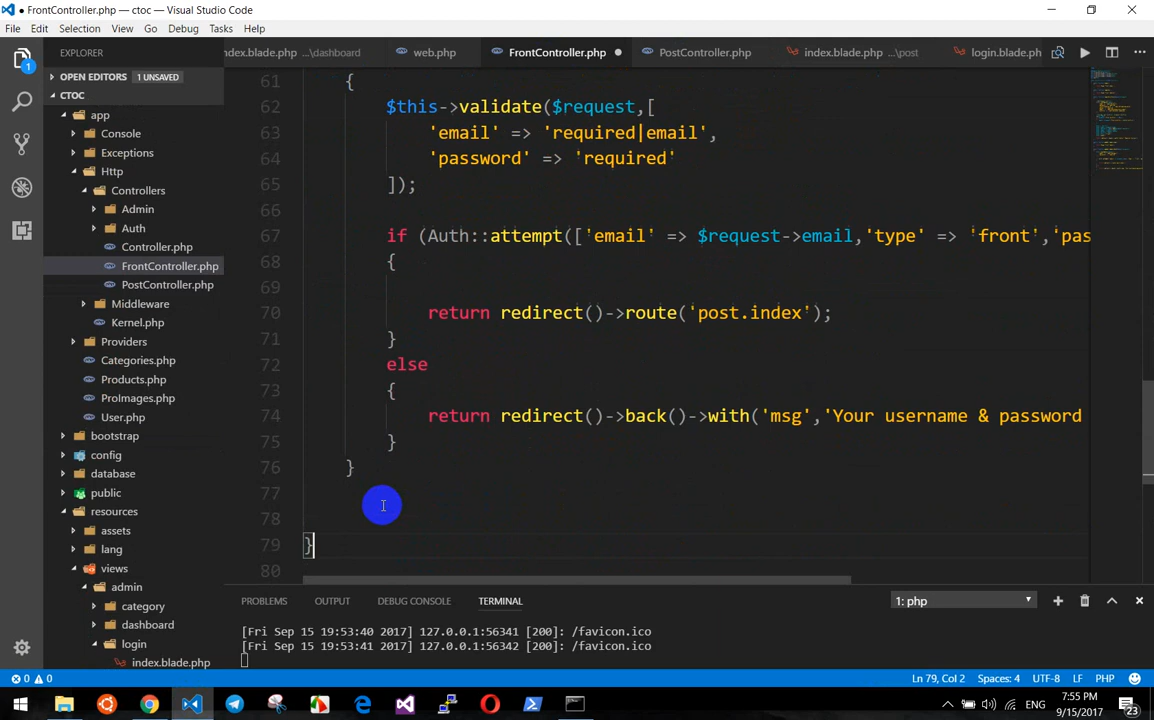 ● FrontController.php — ctoc — Visual Studio Code
File Edit Selection View Go Debug Tasks Help
EXPLORER
ndex.blade.php ...\dashboard web.php FrontController.php ● PostController.php index.blade.php ...\post login.blade.ph
OPEN EDITORS 1 UNSAVED
CTOC
app
Console
Exceptions
Http
Controllers
Admin
Auth
Controller.php
FrontController.php
PostController.php
Middleware
Kernel.php
Providers
Categories.php
Products.php
ProImages.php
User.php
bootstrap
config
database
public
resources
assets
lang
views
admin
category
dashboard
login
index.blade.php
61 {
62 $this->validate($request,[
63 'email' => 'required|email',
64 'password' => 'required'
65 ]);
66
67 if (Auth::attempt(['email' => $request->email,'type' => 'front','pas
68 {
69
70 return redirect()->route('post.index');
71 }
72 else
73 {
74 return redirect()->back()->with('msg','Your username & password
75 }
76 }
77
78
79 }
80
PROBLEMS OUTPUT DEBUG CONSOLE TERMINAL 1: php
[Fri Sep 15 19:53:40 2017] 127.0.0.1:56341 [200]: /favicon.ico
[Fri Sep 15 19:53:41 2017] 127.0.0.1:56342 [200]: /favicon.ico
0 0 Ln 79, Col 2 Spaces: 4 UTF-8 LF PHP
ENG 7:55 PM
9/15/2017
23
1